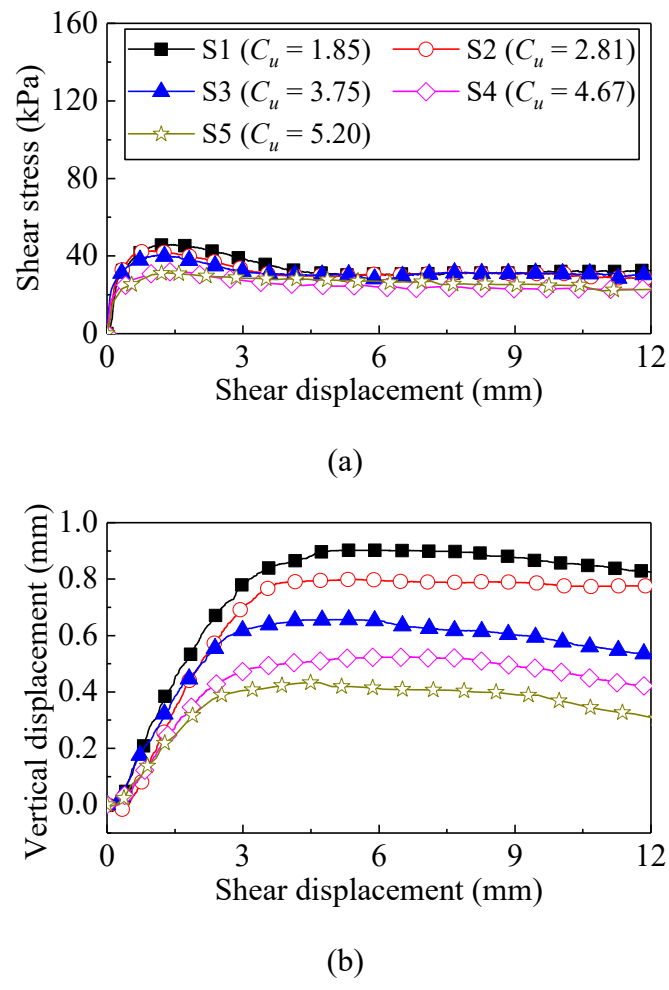 160
120
80
40
0
Shear stress (kPa)
S1 (Cu = 1.85)
S2 (Cu = 2.81)
S3 (Cu = 3.75)
S4 (Cu = 4.67)
S5 (Cu = 5.20)
0 3 6 9 12
Shear displacement (mm)
(a)
1.0
0.8
0.6
0.4
0.2
0.0
Vertical displacement (mm)
0 3 6 9 12
Shear displacement (mm)
(b)